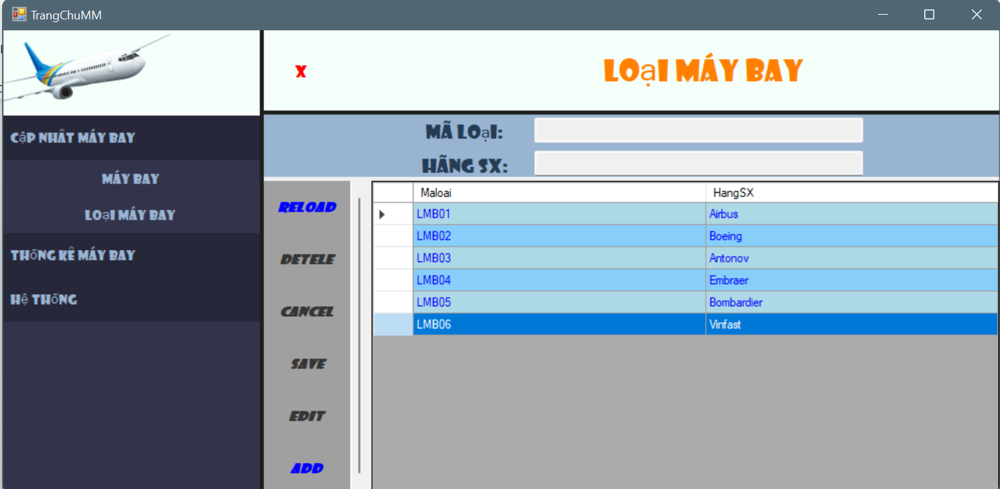 TrangChuMM
X
LOẠI MÁY BAY
CẬP NHÂT MÁY BAY
MÁY BAY
LOẠI MÁY BAY
THỐNG KÊ MÁY BAY
HỆ THỐNG
MÃ LOẠI:
HÃNG SX:
RELOAD
DETELE
CANCEL
SAVE
EDIT
ADD
Maloai HangSX
LMB01 Airbus
LMB02 Boeing
LMB03 Antonov
LMB04 Embraer
LMB05 Bombardier
LMB06 Vinfast